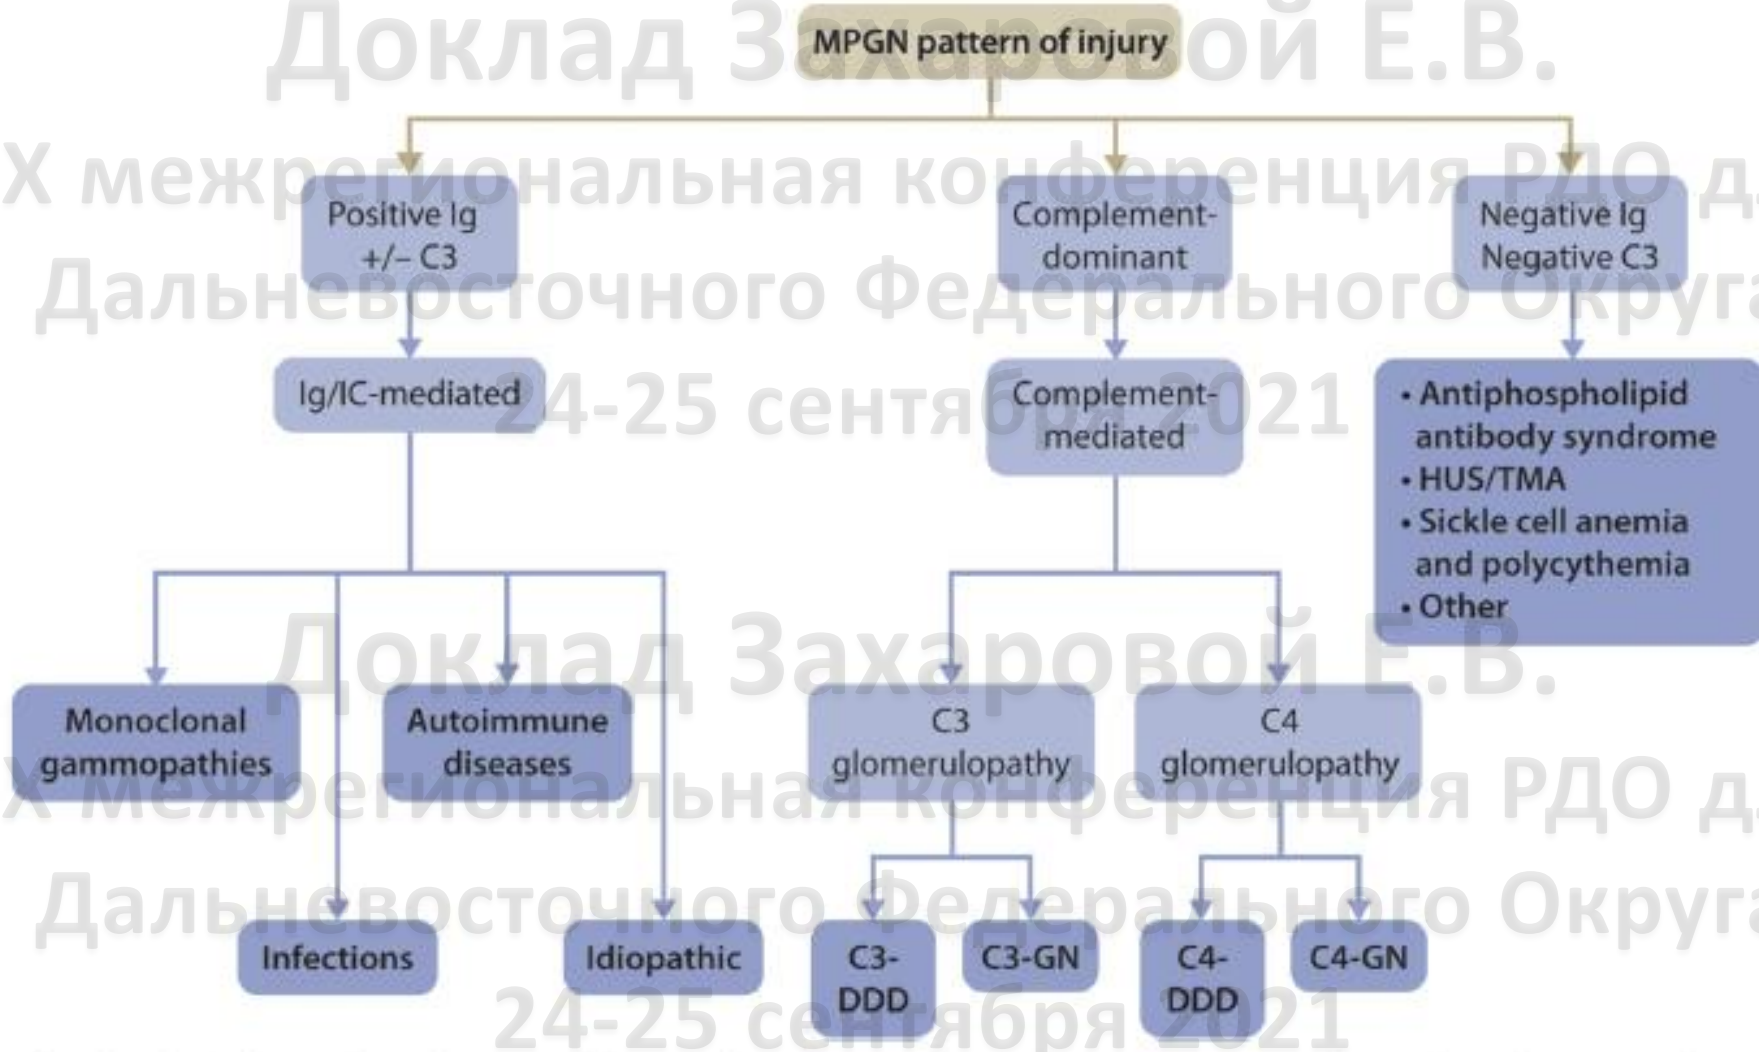 Доклад Захаровой Е.В.
MPGN pattern of injury
X межрегиональная конференция РДО д
Positive Ig
+/– C3
Complement-
dominant
Negative Ig
Negative C3
Дальневосточного Федерального Округа
Ig/IC-mediated
Complement-
mediated
24-25 сентября 2021
• Antiphospholipid
antibody syndrome
• HUS/TMA
• Sickle cell anemia
and polycythemia
• Other
Доклад Захаровой Е.В.
Monoclonal
gammopathies
Autoimmune
diseases
C3
glomerulopathy
C4
glomerulopathy
X межрегиональная конференция РДО д
Дальневосточного Федерального Округа
Infections
Idiopathic
C3-
DDD
C3-GN
C4-
DDD
C4-GN
24-25 сентября 2021